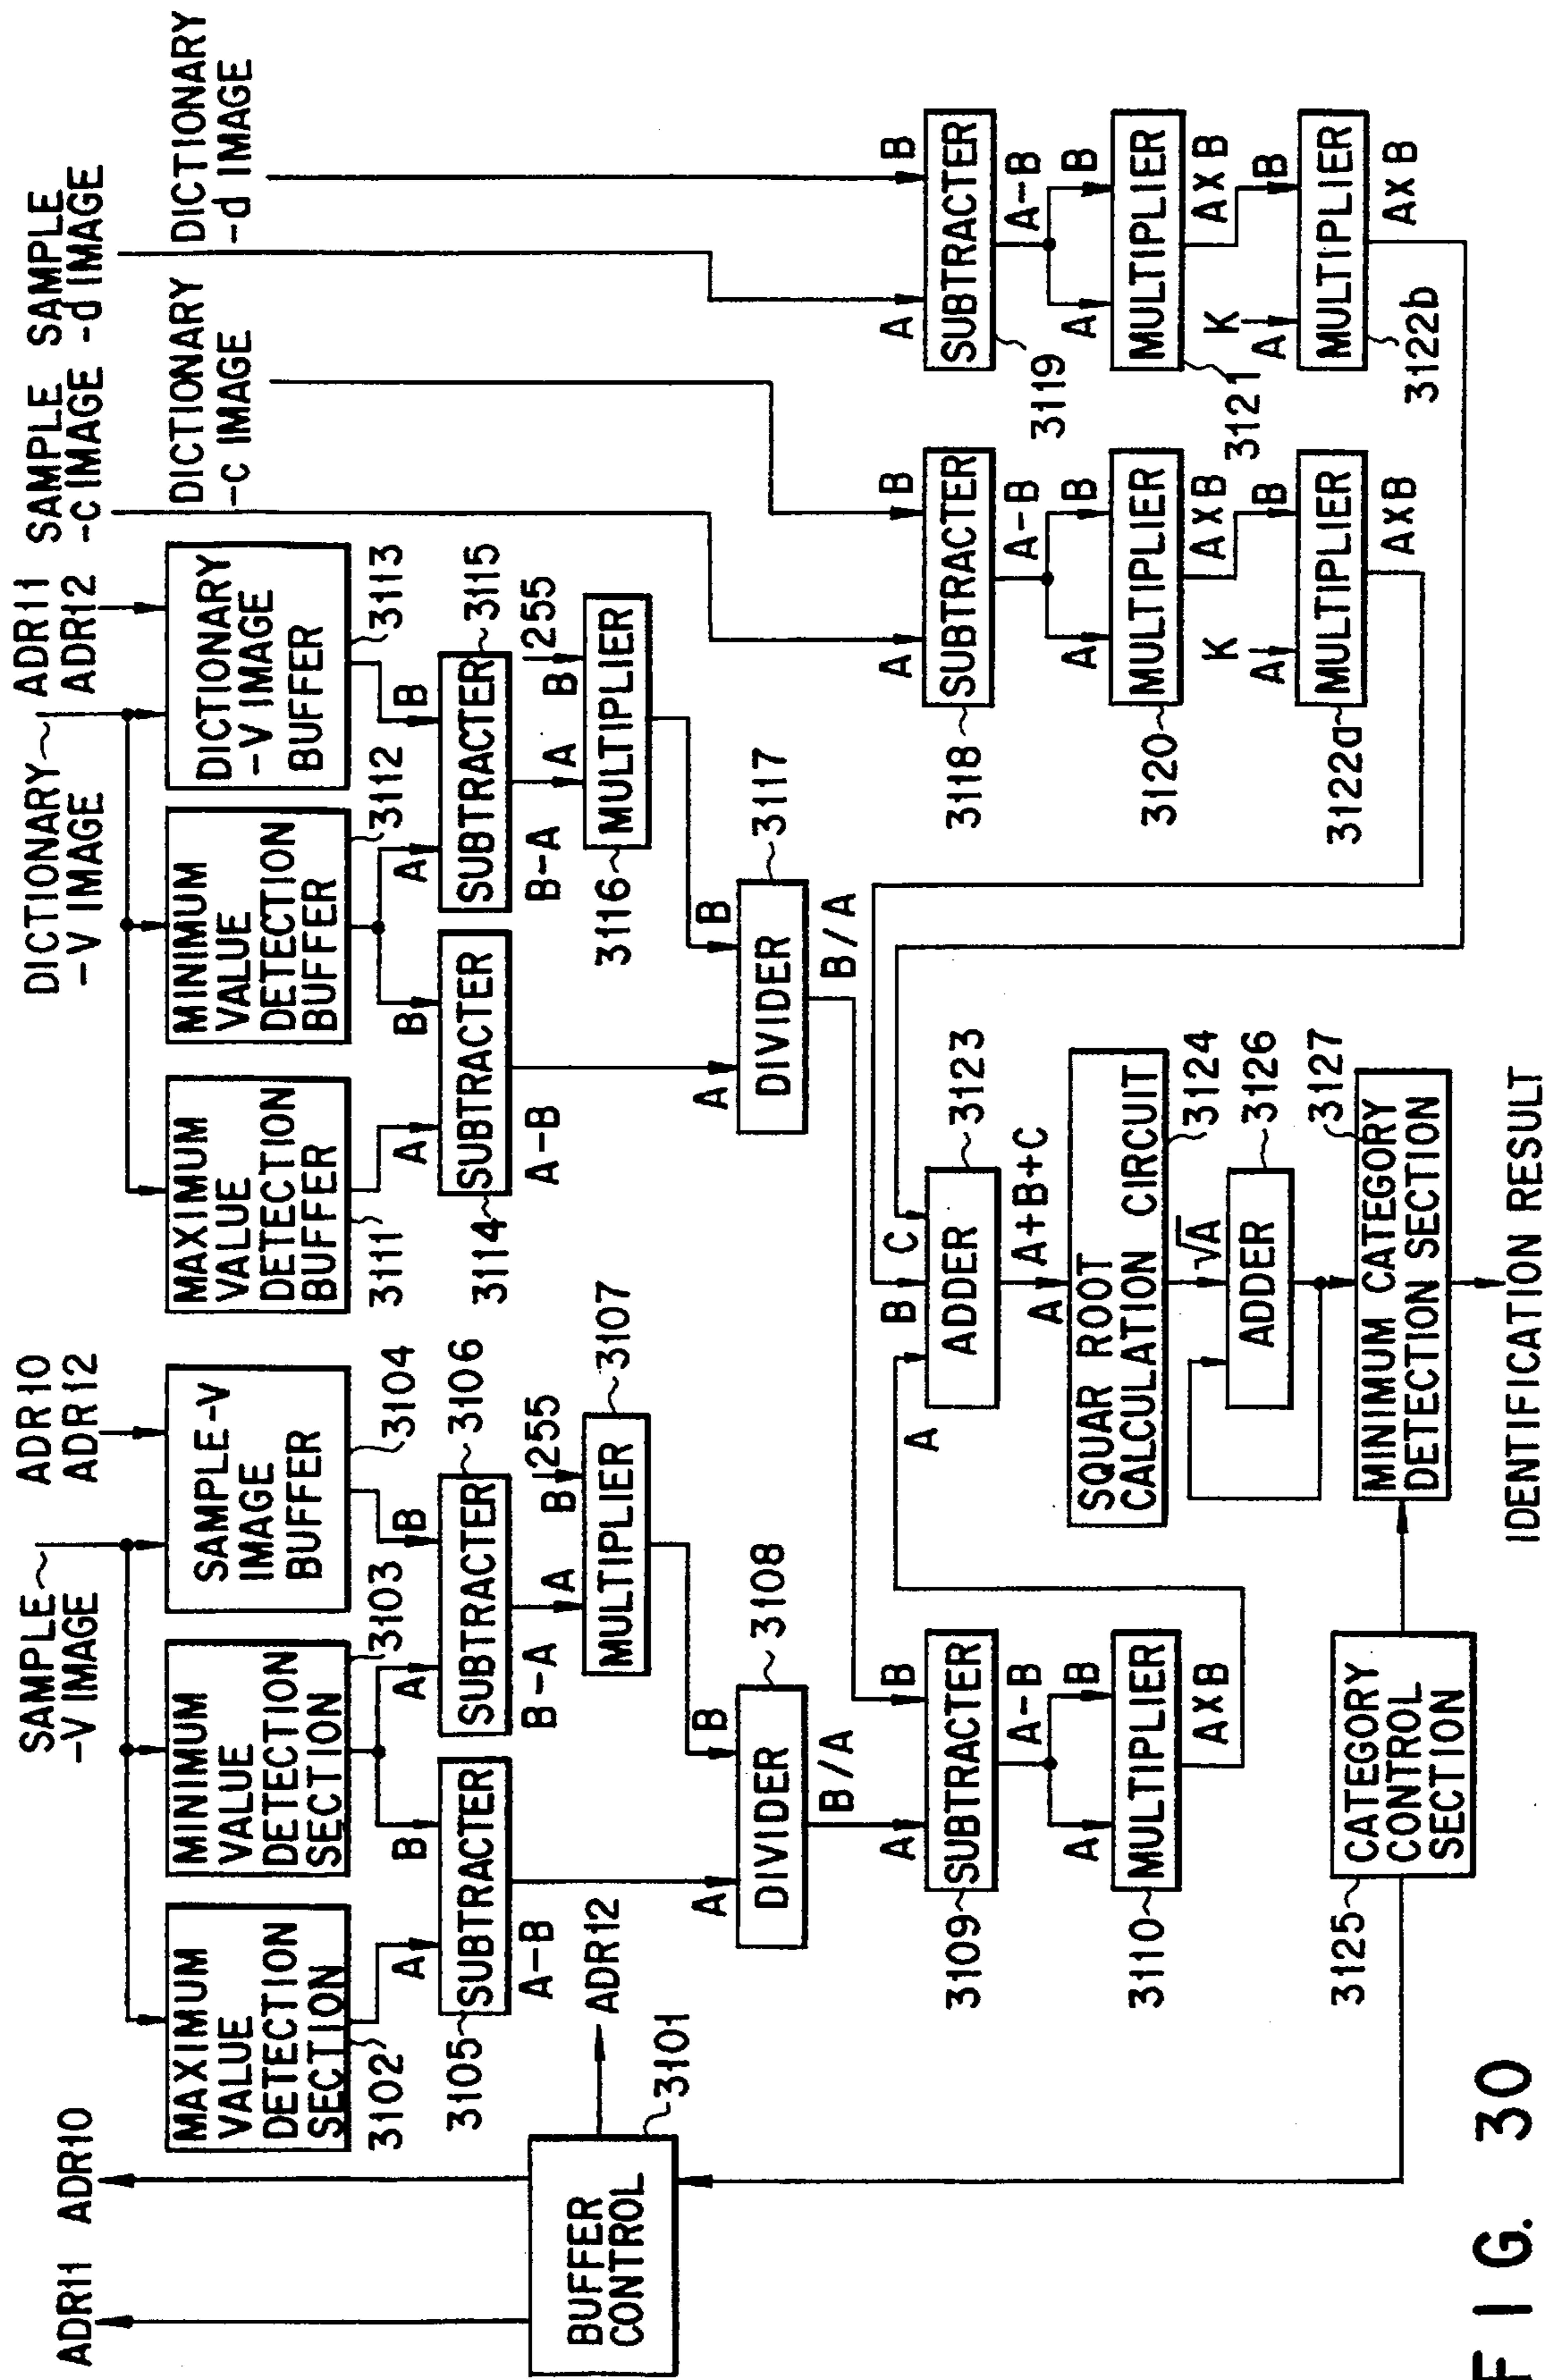 ADR11
ADR10
BUFFER
CONTROL
3101
ADR12
SAMPLE
-V IMAGE
ADR10
ADR12
MAXIMUM
VALUE
DETECTION
SECTION
3102
MINIMUM
VALUE
DETECTION
SECTION
3103
SAMPLE-V
IMAGE
BUFFER
3104
A
B
SUBTRACTER
3105
A-B
A
B
SUBTRACTER
3106
B-A
A
B
255
MULTIPLIER
3107
A
B
DIVIDER
3108
B/A
DICTIONARY
-V IMAGE
ADR11
ADR12
MAXIMUM
VALUE
DETECTION
BUFFER
3111
MINIMUM
VALUE
DETECTION
BUFFER
3112
DICTIONARY
-V IMAGE
BUFFER
3113
A
B
SUBTRACTER
3114
A-B
A
B
SUBTRACTER
3115
B-A
A
B
255
MULTIPLIER
3116
A
B
DIVIDER
3117
B/A
SAMPLE
-C IMAGE
SAMPLE
-d IMAGE
DICTIONARY
-C IMAGE
DICTIONARY
-d IMAGE
A
B
SUBTRACTER
3109
A-B
A
B
MULTIPLIER
3110
AXB
A
B
C
ADDER
3123
A+B+C
A
SQUAR ROOT
CALCULATION CIRCUIT
3124
√A
ADDER
3126
MINIMUM CATEGORY
DETECTION SECTION
3127
IDENTIFICATION RESULT
CATEGORY
CONTROL
SECTION
3125
A
B
SUBTRACTER
3118
A-B
A
B
MULTIPLIER
3120
AXB
K
A
B
MULTIPLIER
3122a
AXB
A
B
SUBTRACTER
3119
A-B
A
B
MULTIPLIER
3121
AXB
K
A
B
MULTIPLIER
3122b
AXB
FIG. 30